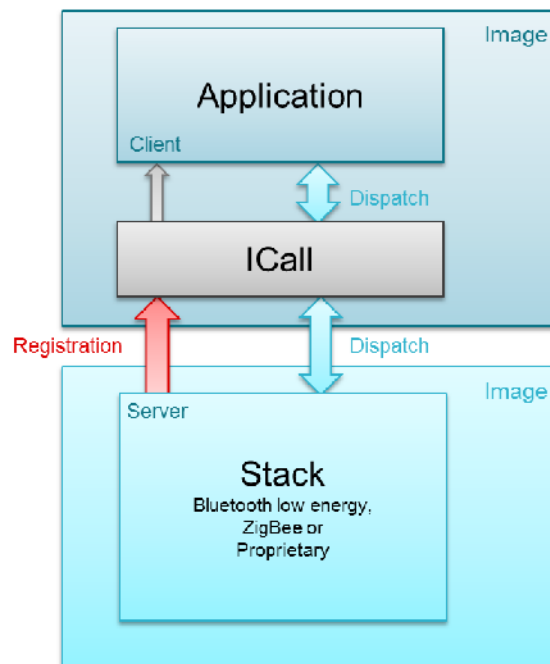 Image
Application
Client
Dispatch
ICall
Registration
Dispatch
Image
Server
Stack
Bluetooth low energy,
ZigBee or
Proprietary